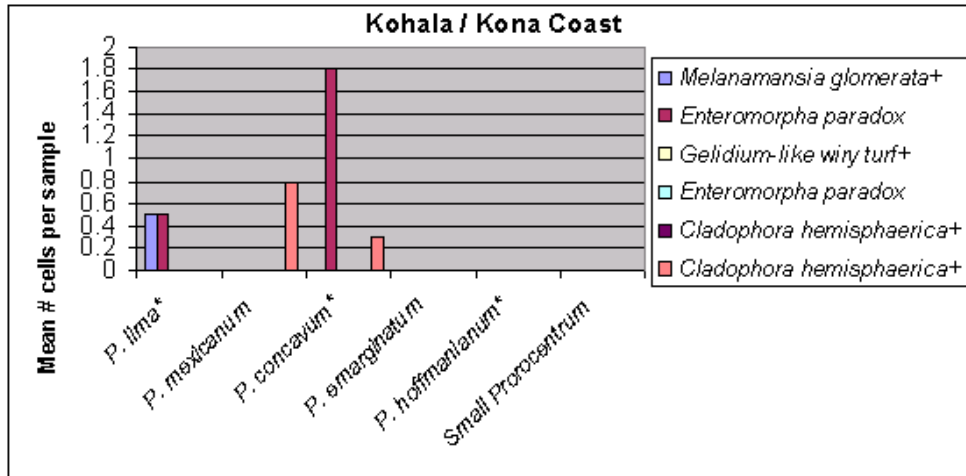 Kohala / Kona Coast
Mean # cells per sample
2
1.8
1.6
1.4
1.2
1
0.8
0.6
0.4
0.2
0
P. lima*
P. mexicanum
P. concavum*
P. emarginatum
P. hoffmanianum*
Small Prorocentrum
Melanamansia glomerata+
Enteromorpha paradox
Gelidium-like wiry turf+
Enteromorpha paradox
Cladophora hemisphaerica+
Cladophora hemisphaerica+